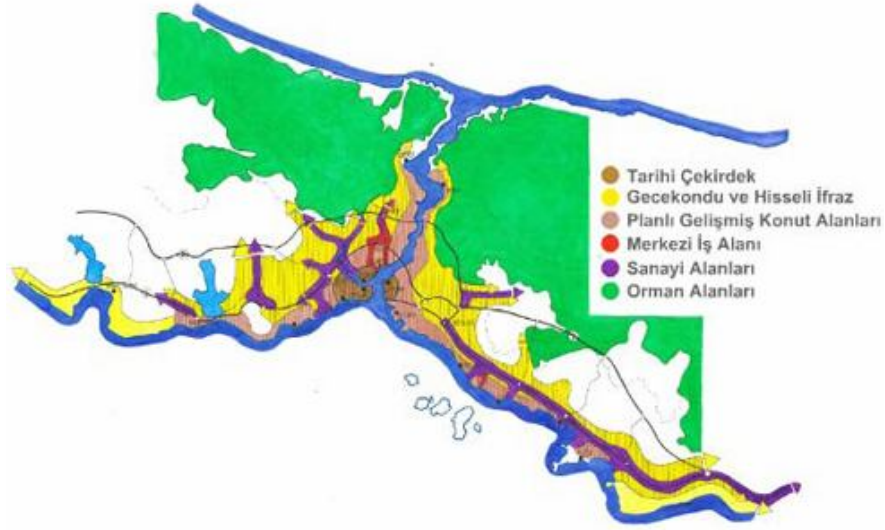 Tarihi Çekirdek
Gecekondu ve Hisseli İfraz
Planlı Gelişmiş Konut Alanları
Merkezi İş Alanı
Sanayi Alanları
Orman Alanları